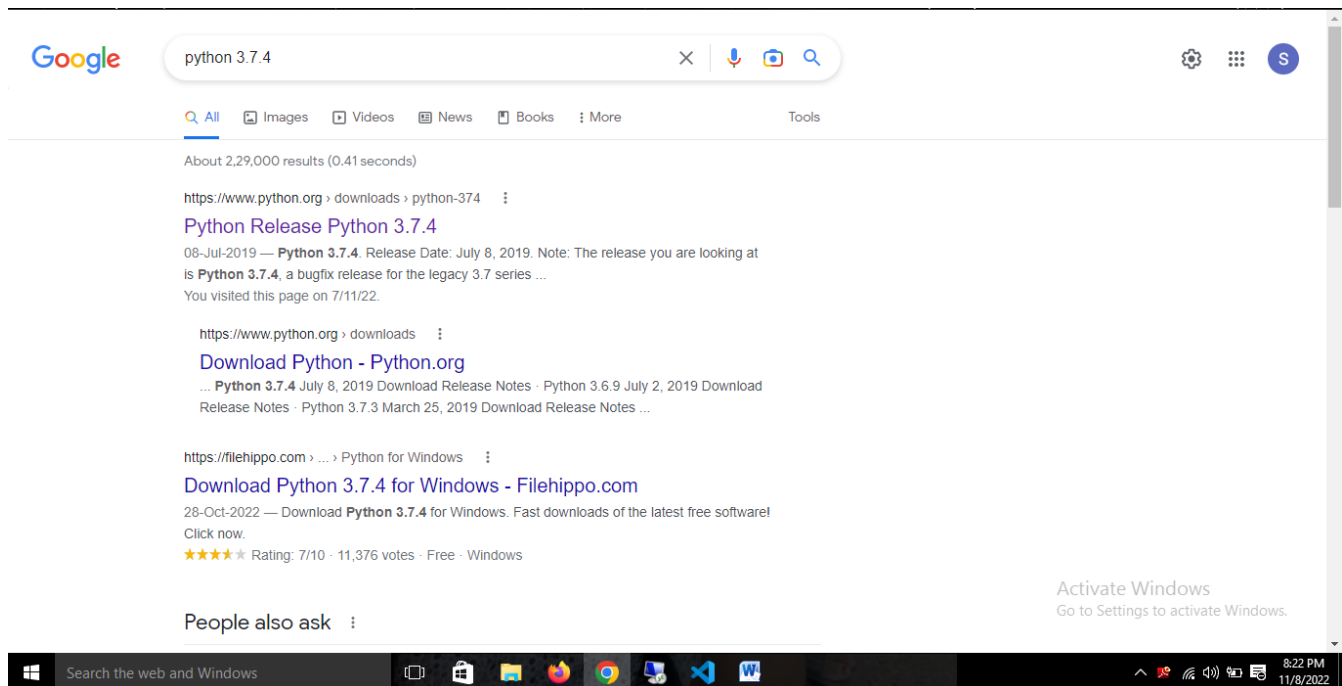 Google
python 3.7.4
S
All Images Videos News Books More Tools
About 2,29,000 results (0.41 seconds)
https://www.python.org › downloads › python-374
Python Release Python 3.7.4
08-Jul-2019 — Python 3.7.4. Release Date: July 8, 2019. Note: The release you are looking at
is Python 3.7.4, a bugfix release for the legacy 3.7 series ...
You visited this page on 7/11/22.
https://www.python.org › downloads
Download Python - Python.org
... Python 3.7.4 July 8, 2019 Download Release Notes · Python 3.6.9 July 2, 2019 Download
Release Notes · Python 3.7.3 March 25, 2019 Download Release Notes ...
https://filehippo.com › ... › Python for Windows
Download Python 3.7.4 for Windows - Filehippo.com
28-Oct-2022 — Download Python 3.7.4 for Windows. Fast downloads of the latest free software!
Click now.
Rating: 7/10 · 11,376 votes · Free · Windows
People also ask
Activate Windows
Go to Settings to activate Windows.
Search the web and Windows
W
8:22 PM
11/8/2022